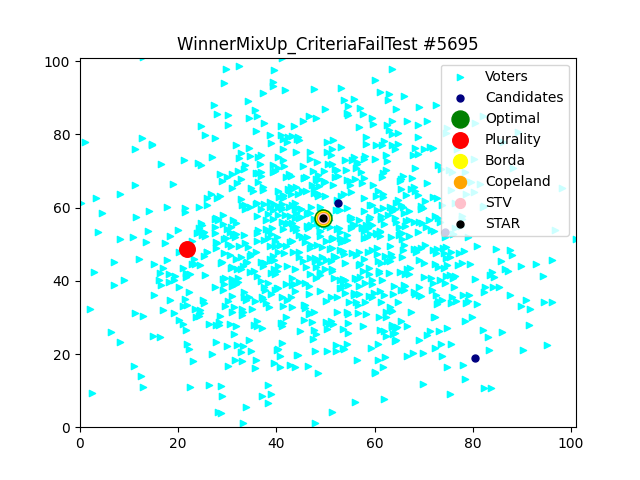 WinnerMixUp_CriteriaFailTest #5695
100
80
60
40
20
0
0
20
40
60
80
100
Voters
Candidates
Optimal
Plurality
Borda
Copeland
STV
STAR